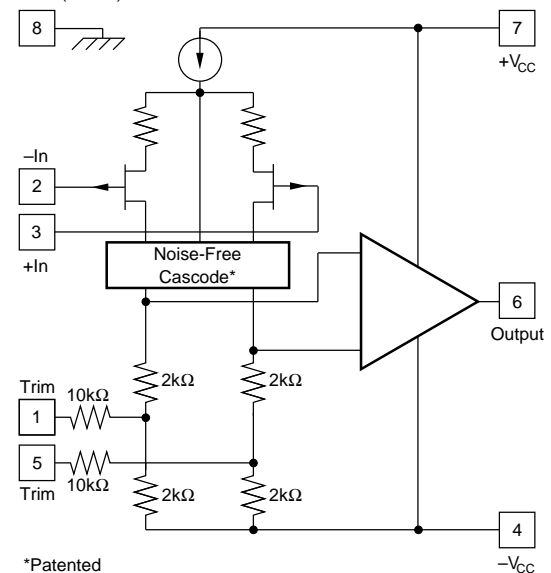 8
7
+VCC
–In
2
3
+In
Noise-Free
Cascode*
6
Output
2kΩ
2kΩ
Trim
10kΩ
1
5
10kΩ
Trim
2kΩ
2kΩ
4
–VCC
*Patented